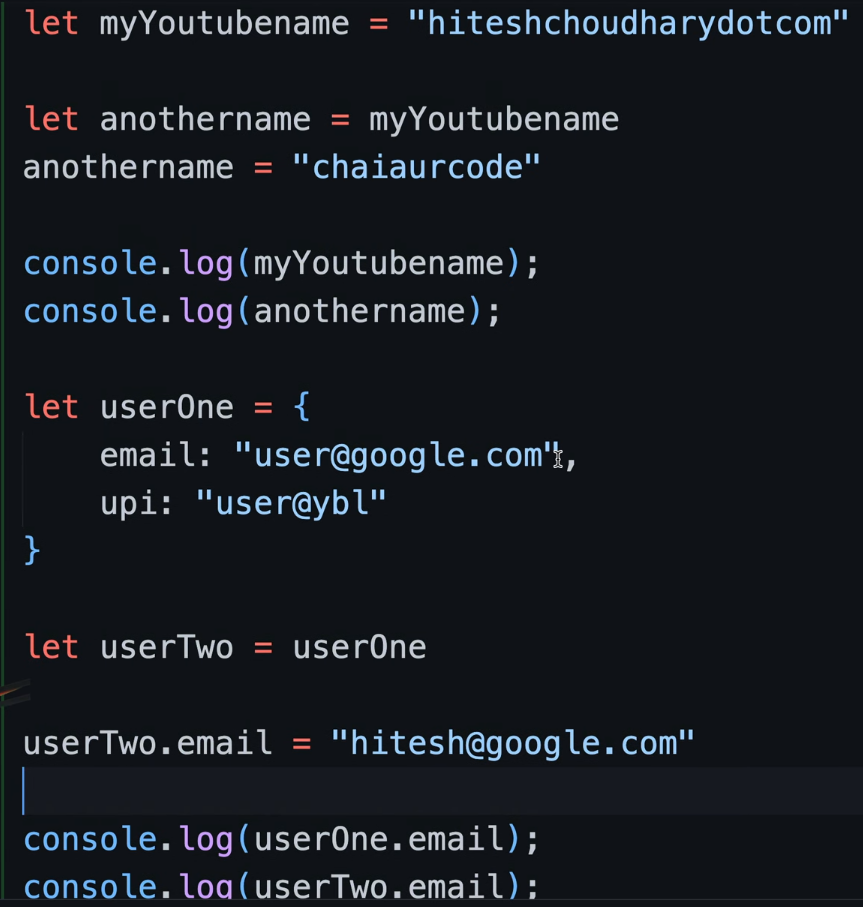 let myYoutubename = "hiteshchoudharydotcom"
let anothername = myYoutubename
anothername = "chaiaurcode"
console.log(myYoutubename);
console.log(anothername);
let userOne = {
email: "user@google.com",
upi: "user@ybl"
}
let userTwo = userOne
userTwo.email = "hitesh@google.com"
console.log(userOne.email);
console.log(userTwo.email);